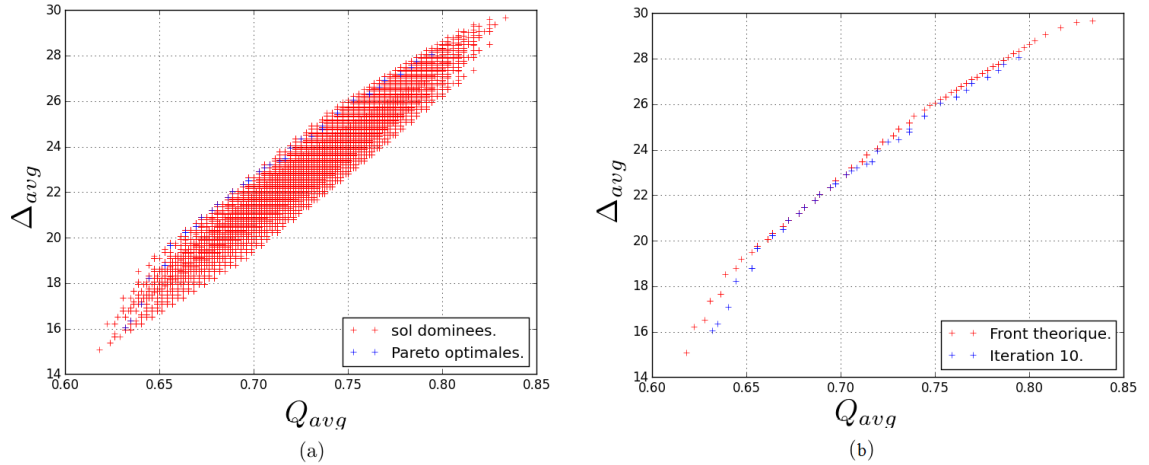 30
28
26
24
22
20
18
16
14
Δavg
0.60 0.65 0.70 0.75 0.80 0.85
Qavg
sol dominees.
Pareto optimales.
(a)
30
28
26
24
22
20
18
16
14
Δavg
0.60 0.65 0.70 0.75 0.80 0.85
Qavg
Front theorique.
Iteration 10.
(b)